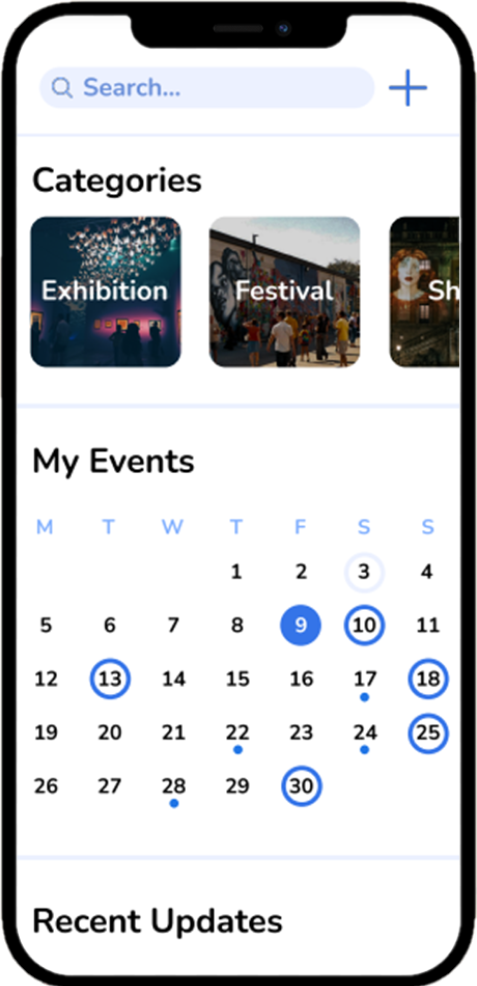 Search...
Categories
Exhibition
Festival
Sh
My Events
M T W T F S S
1 2 3 4
5 6 7 8 9 10 11
12 13 14 15 16 17 18
19 20 21 22 23 24 25
26 27 28 29 30
Recent Updates